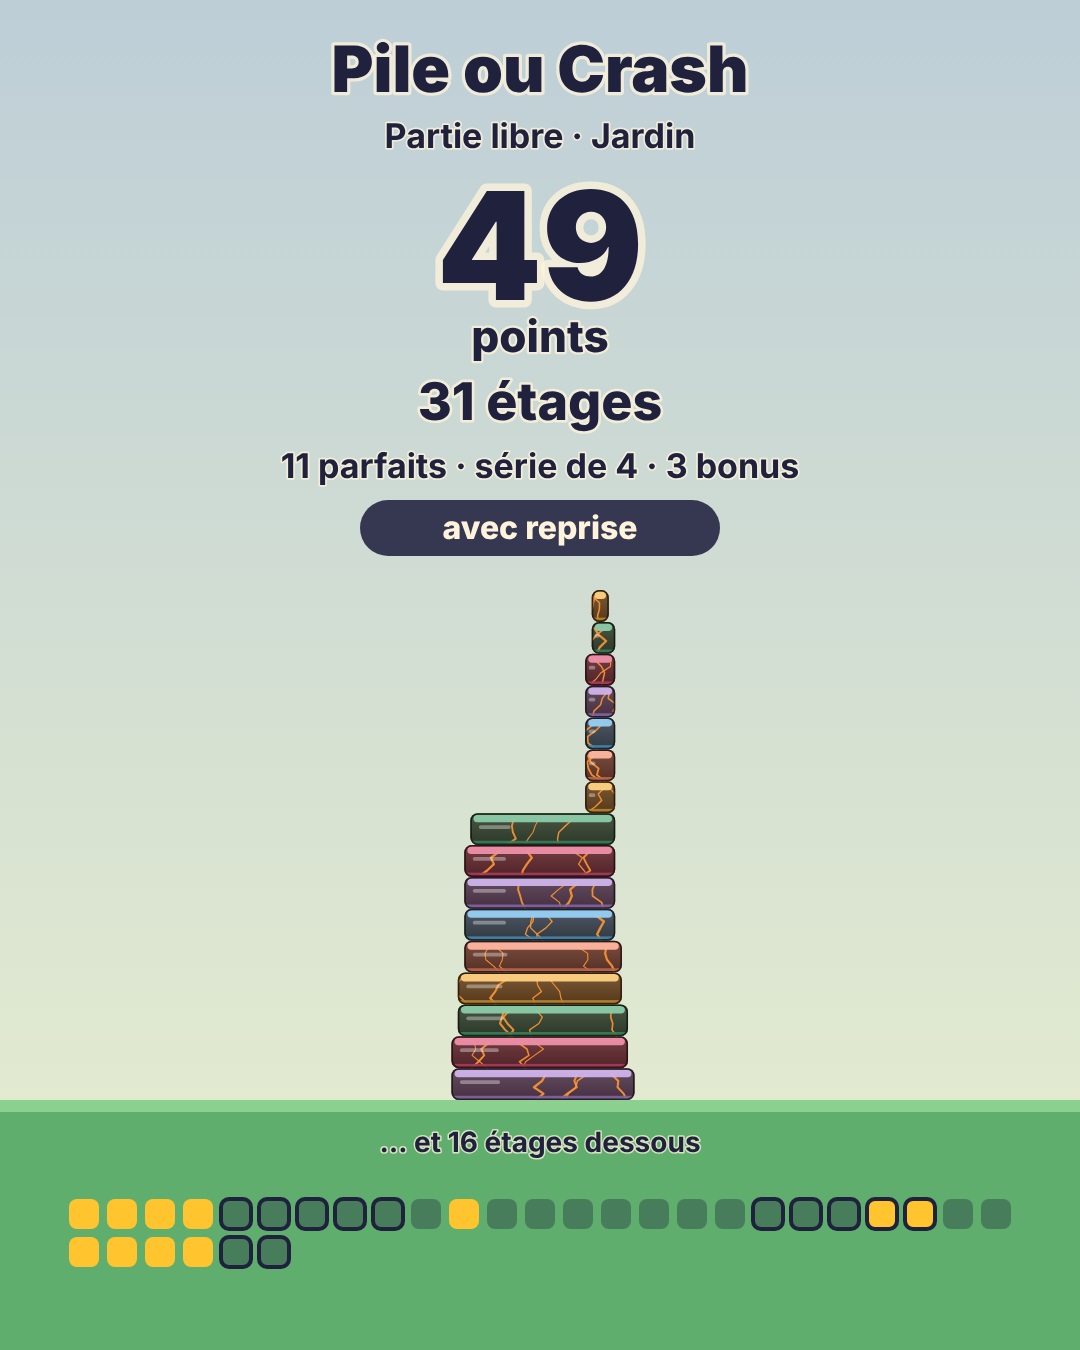 Pile ou Crash
Partie libre · Jardin
49
points
31 étages
11 parfaits · série de 4 · 3 bonus
avec reprise
... et 16 étages dessous